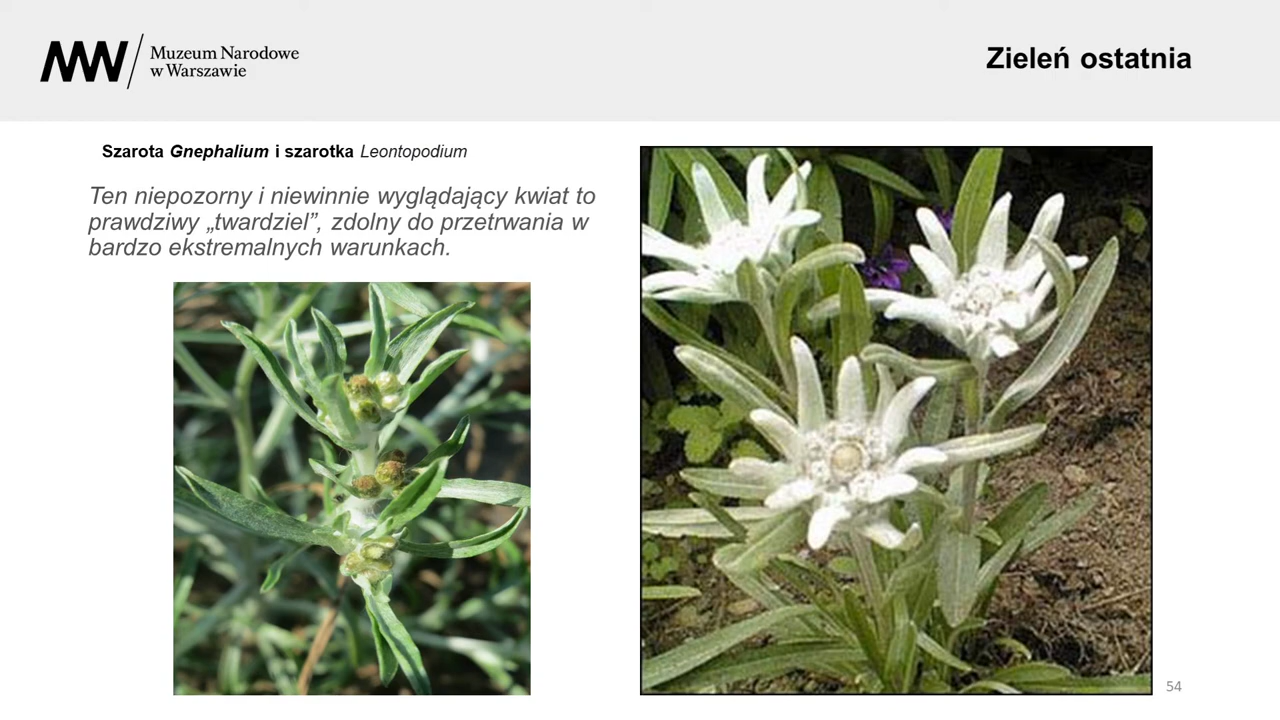 Muzeum Narodowe
w Warszawie
Zieleń ostatnia
Szarota Gnephalium i szarotka Leontopodium
Ten niepozorny i niewinnie wyglądający kwiat to
prawdziwy „twardziel”, zdolny do przetrwania w
bardzo ekstremalnych warunkach.
54